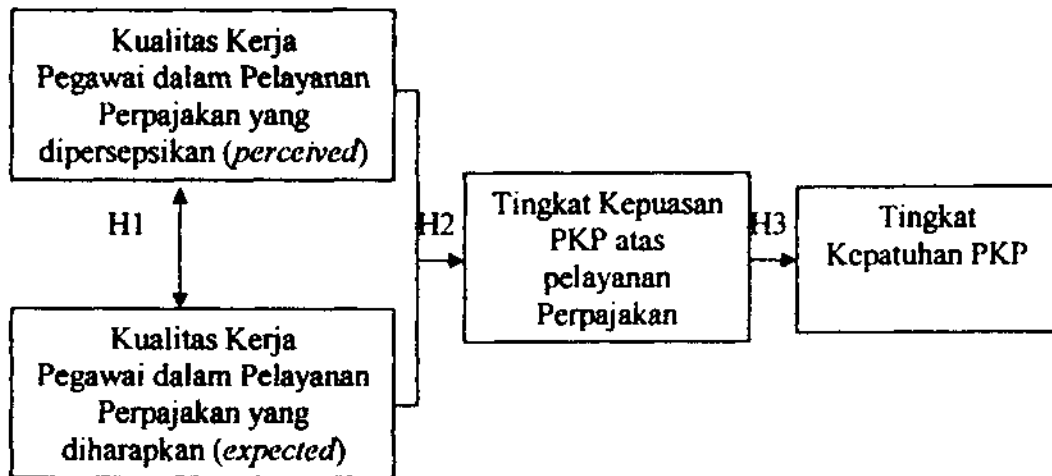 Kualitas Kerja
Pegawai dalam Pelayanan
Perpajakan yang
dipersepsikan (perceived)
H1
Kualitas Kerja
Pegawai dalam Pelayanan
Perpajakan yang
diharapkan (expected)
H2
Tingkat Kepuasan
PKP atas
pelayanan
Perpajakan
H3
Tingkat
Kepatuhan PKP